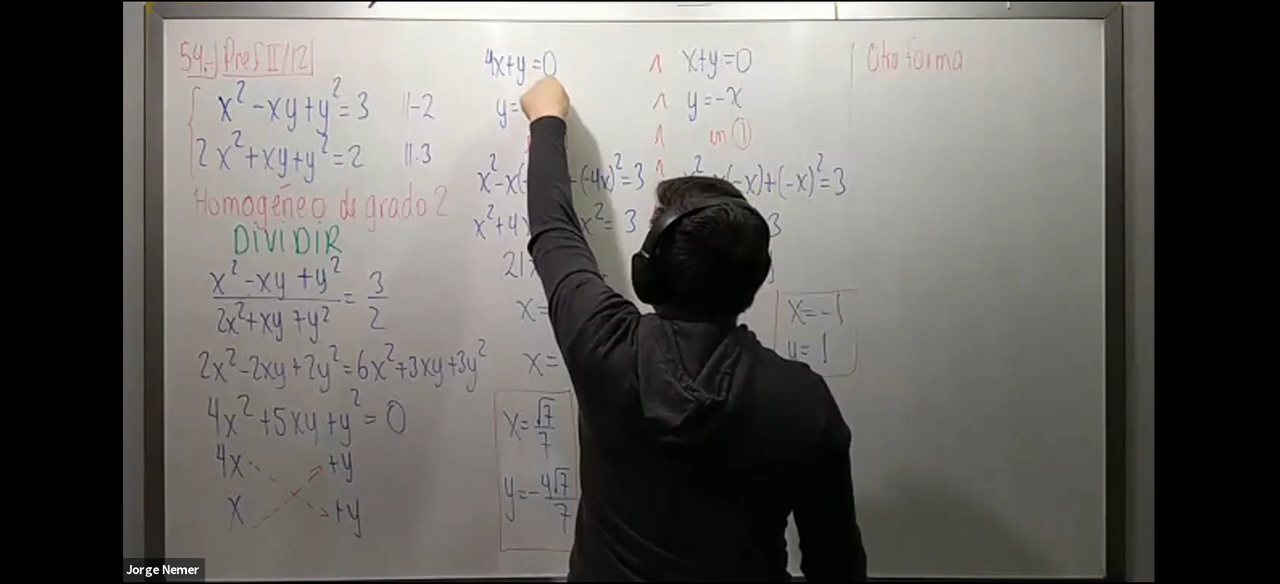 54.-) Pref II/12
x² - xy + y² = 3 ||·-2
2x² + xy + y² = 2 ||·3
Homogéneo de grado 2
DIVIDIR
x² - xy + y² / 2x² + xy + y² = 3/2
2x² - 2xy + 2y² = 6x² + 3xy + 3y²
4x² + 5xy + y² = 0
4x +y
x +y
4x+y=0 ∧ x+y=0
y= ∧ y=-x
∧ en ①
x² - x( (-4x)² = 3 ∧ (-x)+(-x)² = 3
x² + 4 x² = 3 3
21
x=
x=
x = √7/7
y = -4√7/7
x=-1
y=1
Otra forma
Jorge Nemer